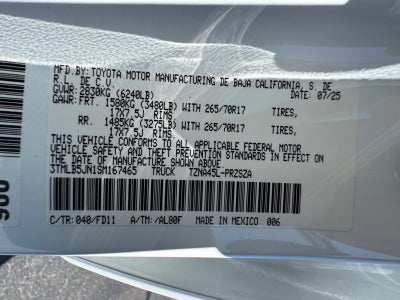 MFD.BY:TOYOTA MOTOR MANUFACTURING DE BAJA CALIFORNIA, S. DE
R.L. DE C.V. DATE: 07/25
GVWR: 2830KG (6240LB)
GAWR: FRT. 1580KG (3480LB) WITH 265/70R17 TIRES,
17X7.5J RIMS
RR. 1485KG (3275LB) WITH 265/70R17 TIRES,
17X7.5J RIMS
THIS VEHICLE CONFORMS TO ALL APPLICABLE FEDERAL MOTOR
VEHICLE SAFETY AND THEFT PREVENTION STANDARDS IN EFFECT ON
THE DATE OF MANUFACTURE SHOWN ABOVE.
3TMLB5JN1SM167465 TRUCK TZNA45L-PRZSZA
C/TR: 040/FD11 A/TM: /AL80F MADE IN MEXICO 006
900